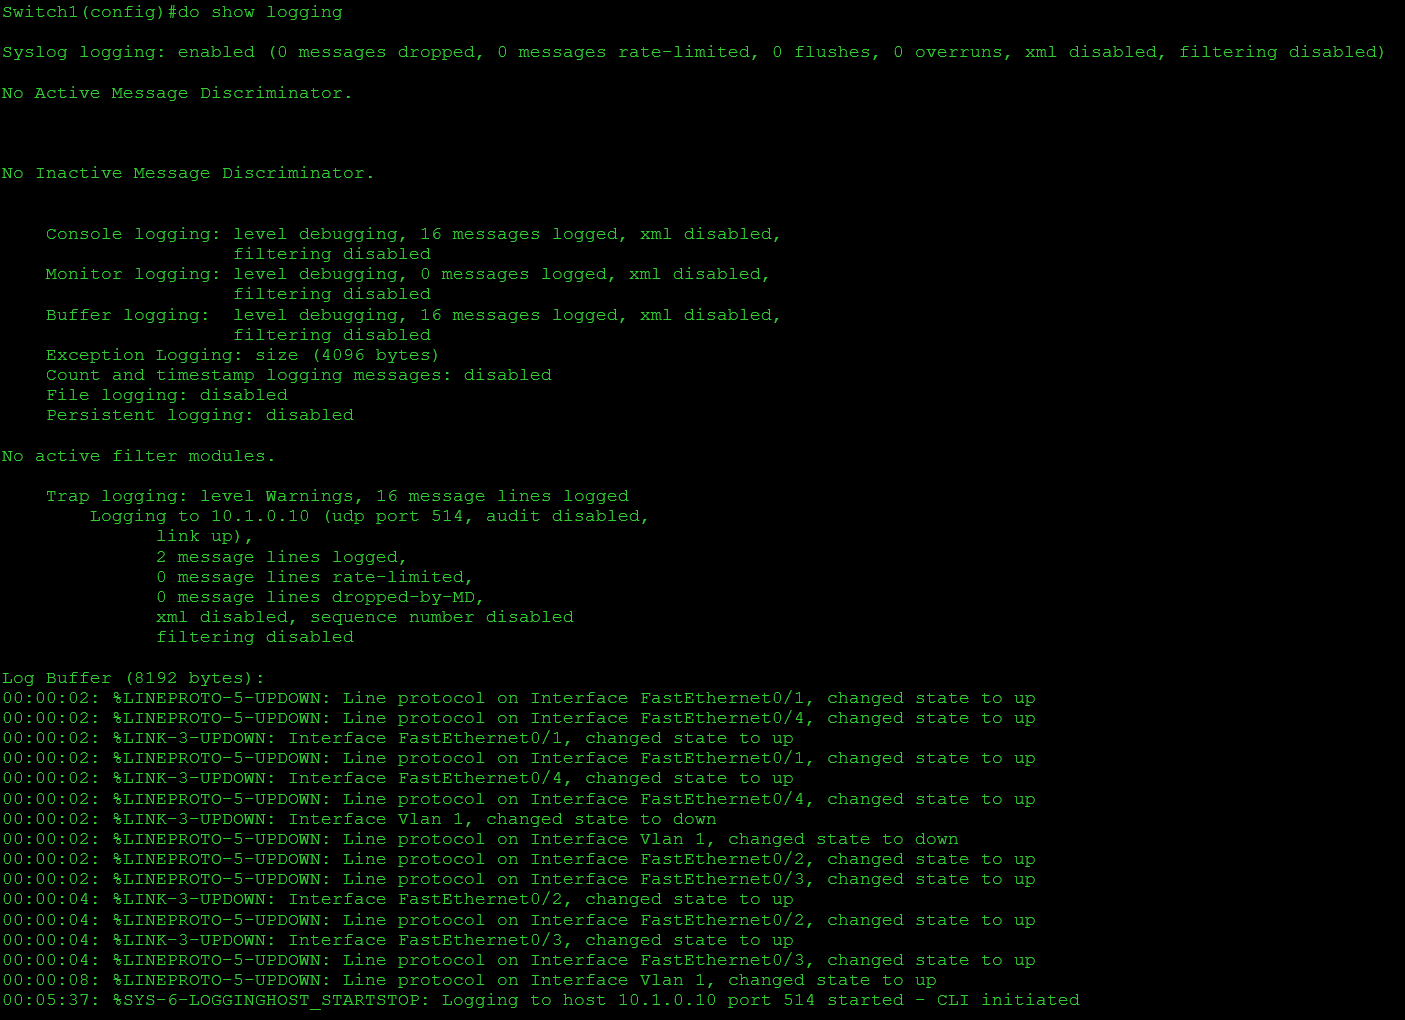 Switch1(config)#do show logging
Syslog logging: enabled (0 messages dropped, 0 messages rate-limited, 0 flushes, 0 overruns, xml disabled, filtering disabled)
No Active Message Discriminator.
No Inactive Message Discriminator.
Console logging: level debugging, 16 messages logged, xml disabled,
filtering disabled
Monitor logging: level debugging, 0 messages logged, xml disabled,
filtering disabled
Buffer logging:  level debugging, 16 messages logged, xml disabled,
filtering disabled
Exception Logging: size (4096 bytes)
Count and timestamp logging messages: disabled
File logging: disabled
Persistent logging: disabled
No active filter modules.
Trap logging: level Warnings, 16 message lines logged
Logging to 10.1.0.10 (udp port 514, audit disabled,
link up),
2 message lines logged,
0 message lines rate-limited,
0 message lines dropped-by-MD,
xml disabled, sequence number disabled
filtering disabled
Log Buffer (8192 bytes):
00:00:02: %LINEPROTO-5-UPDOWN: Line protocol on Interface FastEthernet0/1, changed state to up
00:00:02: %LINEPROTO-5-UPDOWN: Line protocol on Interface FastEthernet0/4, changed state to up
00:00:02: %LINK-3-UPDOWN: Interface FastEthernet0/1, changed state to up
00:00:02: %LINEPROTO-5-UPDOWN: Line protocol on Interface FastEthernet0/1, changed state to up
00:00:02: %LINK-3-UPDOWN: Interface FastEthernet0/4, changed state to up
00:00:02: %LINEPROTO-5-UPDOWN: Line protocol on Interface FastEthernet0/4, changed state to up
00:00:02: %LINK-3-UPDOWN: Interface Vlan 1, changed state to down
00:00:02: %LINEPROTO-5-UPDOWN: Line protocol on Interface Vlan 1, changed state to down
00:00:02: %LINEPROTO-5-UPDOWN: Line protocol on Interface FastEthernet0/2, changed state to up
00:00:02: %LINEPROTO-5-UPDOWN: Line protocol on Interface FastEthernet0/3, changed state to up
00:00:04: %LINK-3-UPDOWN: Interface FastEthernet0/2, changed state to up
00:00:04: %LINEPROTO-5-UPDOWN: Line protocol on Interface FastEthernet0/2, changed state to up
00:00:04: %LINK-3-UPDOWN: Interface FastEthernet0/3, changed state to up
00:00:04: %LINEPROTO-5-UPDOWN: Line protocol on Interface FastEthernet0/3, changed state to up
00:00:08: %LINEPROTO-5-UPDOWN: Line protocol on Interface Vlan 1, changed state to up
00:05:37: %SYS-6-LOGGINGHOST_STARTSTOP: Logging to host 10.1.0.10 port 514 started - CLI initiated